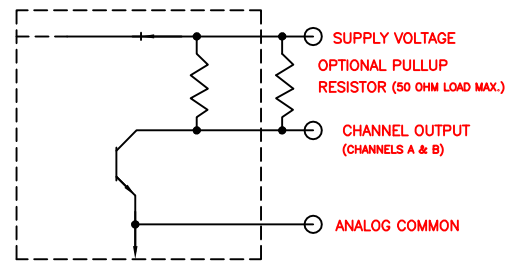 SUPPLY VOLTAGE
OPTIONAL PULLUP
RESISTOR (50 OHM LOAD MAX.)
CHANNEL OUTPUT
(CHANNELS A & B)
ANALOG COMMON